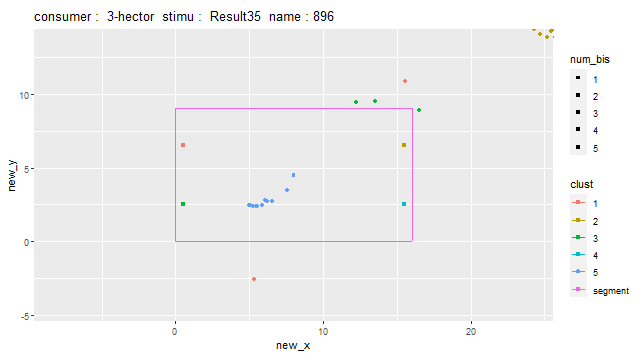 consumer :  3-hector  stimu :  Result35  name : 896
new_y
10
5
0
-5
0
10
20
new_x
num_bis
1
2
3
4
5
clust
1
2
3
4
5
segment